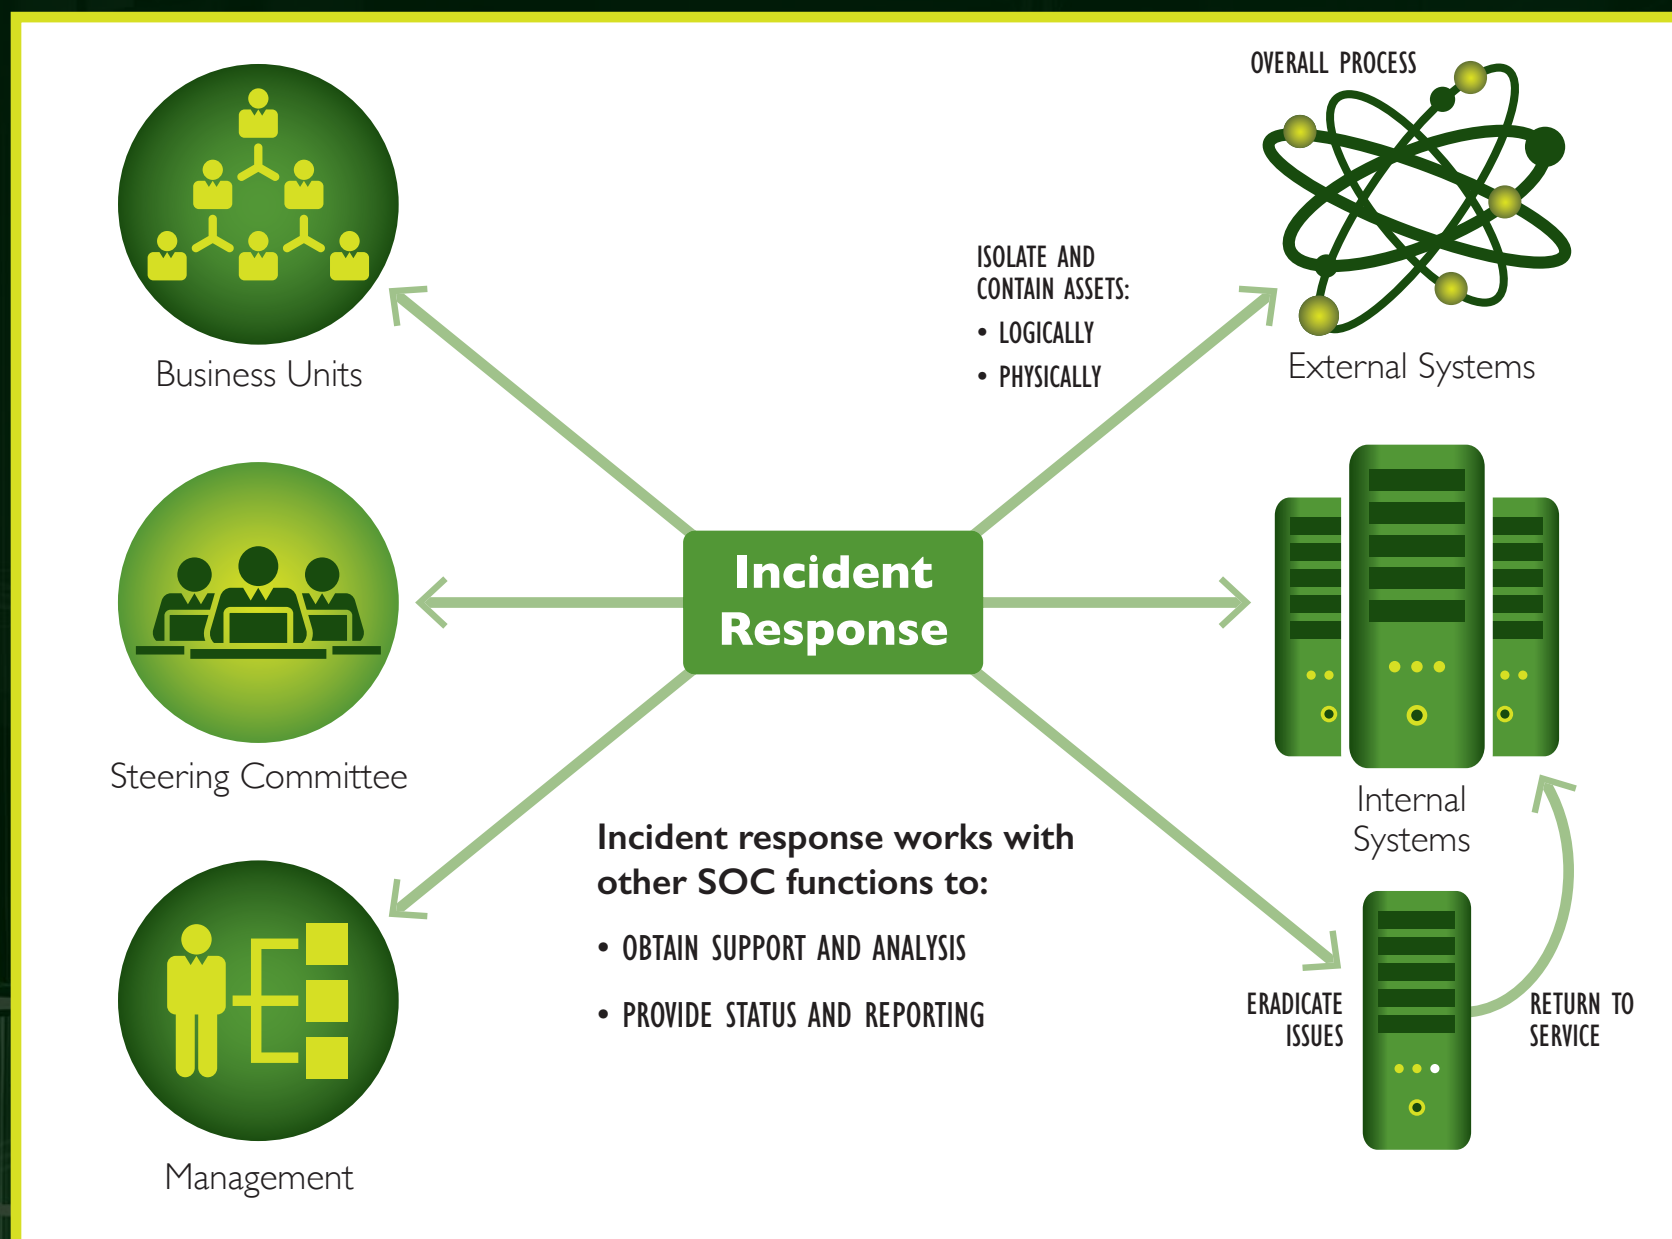 OVERALL PROCESS
Business Units
ISOLATE AND
CONTAIN ASSETS:
• LOGICALLY
• PHYSICALLY
External Systems
Incident
Response
Steering Committee
Internal
Systems
Incident response works with
other SOC functions to:
• OBTAIN SUPPORT AND ANALYSIS
• PROVIDE STATUS AND REPORTING
ERADICATE
ISSUES
RETURN TO
SERVICE
Management